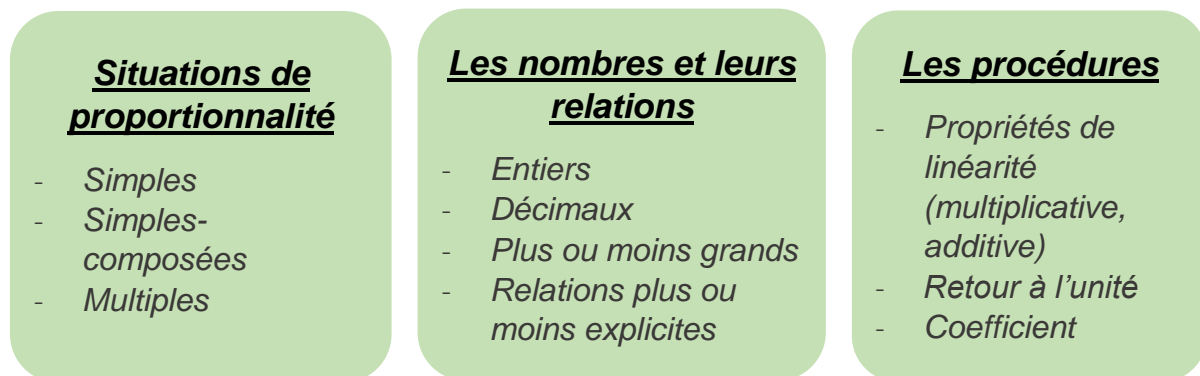 Situations de
proportionnalité
- Simples
- Simples-
composées
- Multiples
Les nombres et leurs
relations
- Entiers
- Décimaux
- Plus ou moins grands
- Relations plus ou
moins explicites
Les procédures
- Propriétés de
linéarité
(multiplicative,
additive)
- Retour à l’unité
- Coefficient